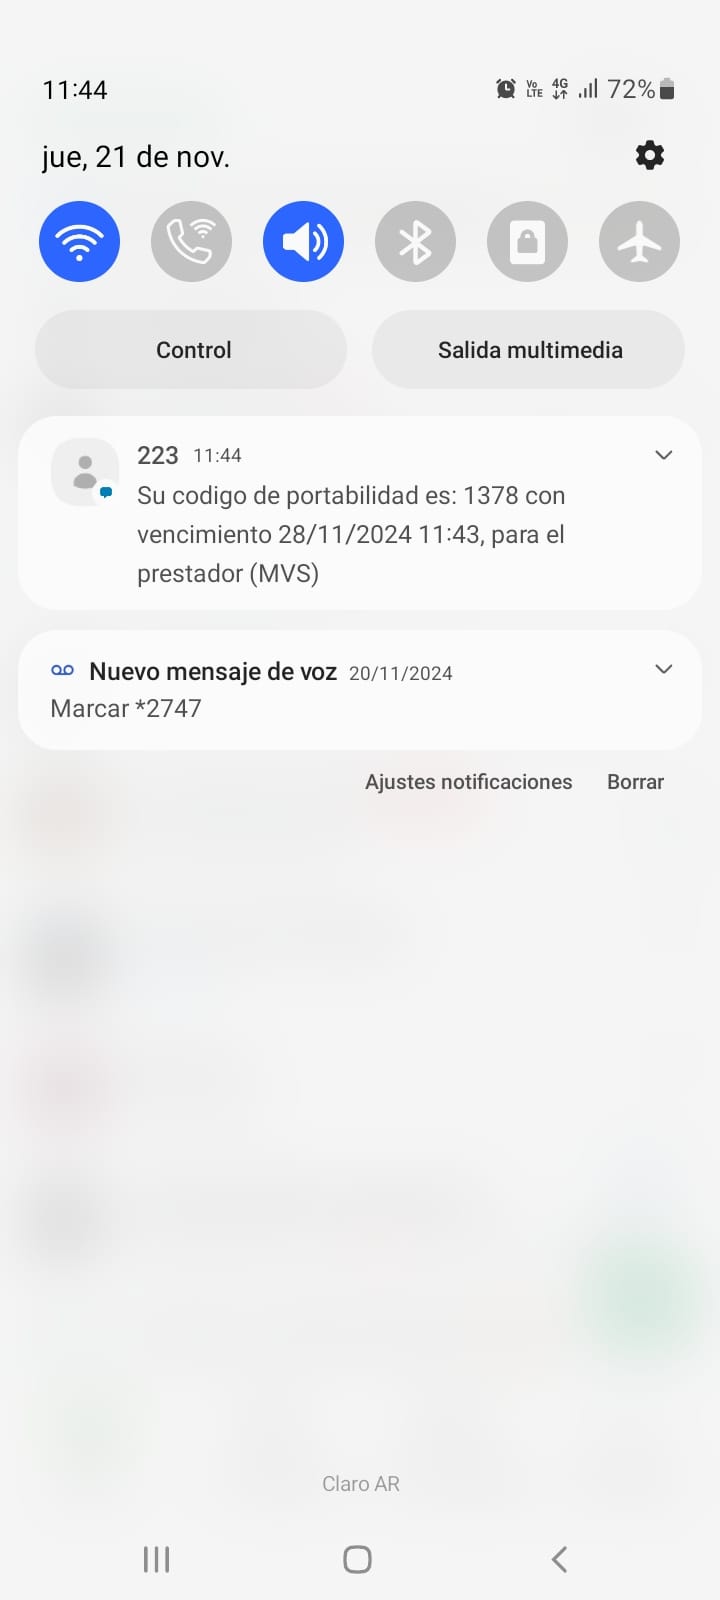 11:44 Vo LTE 4G 72%
jue, 21 de nov.
Control Salida multimedia
223 11:44
Su codigo de portabilidad es: 1378 con
vencimiento 28/11/2024 11:43, para el
prestador (MVS)
Nuevo mensaje de voz 20/11/2024
Marcar *2747
Ajustes notificaciones Borrar
Claro AR